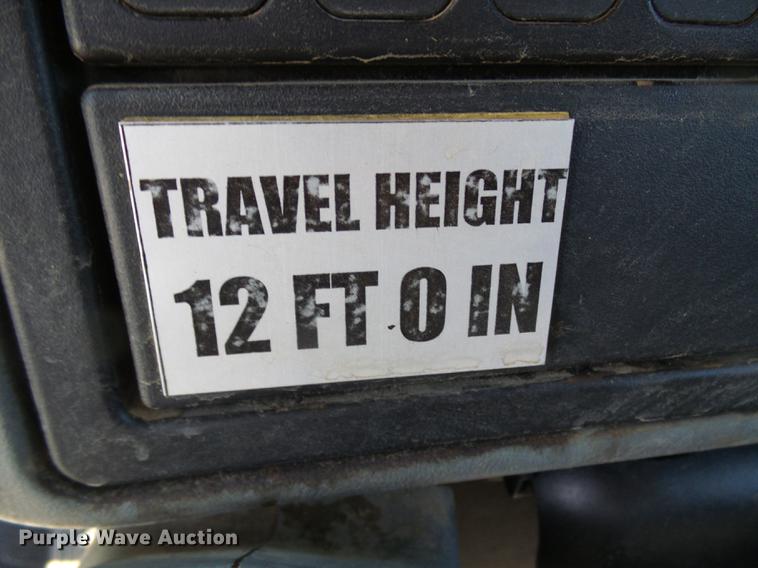 TRAVEL HEIGHT
12 FT 0 IN
Purple Wave Auction